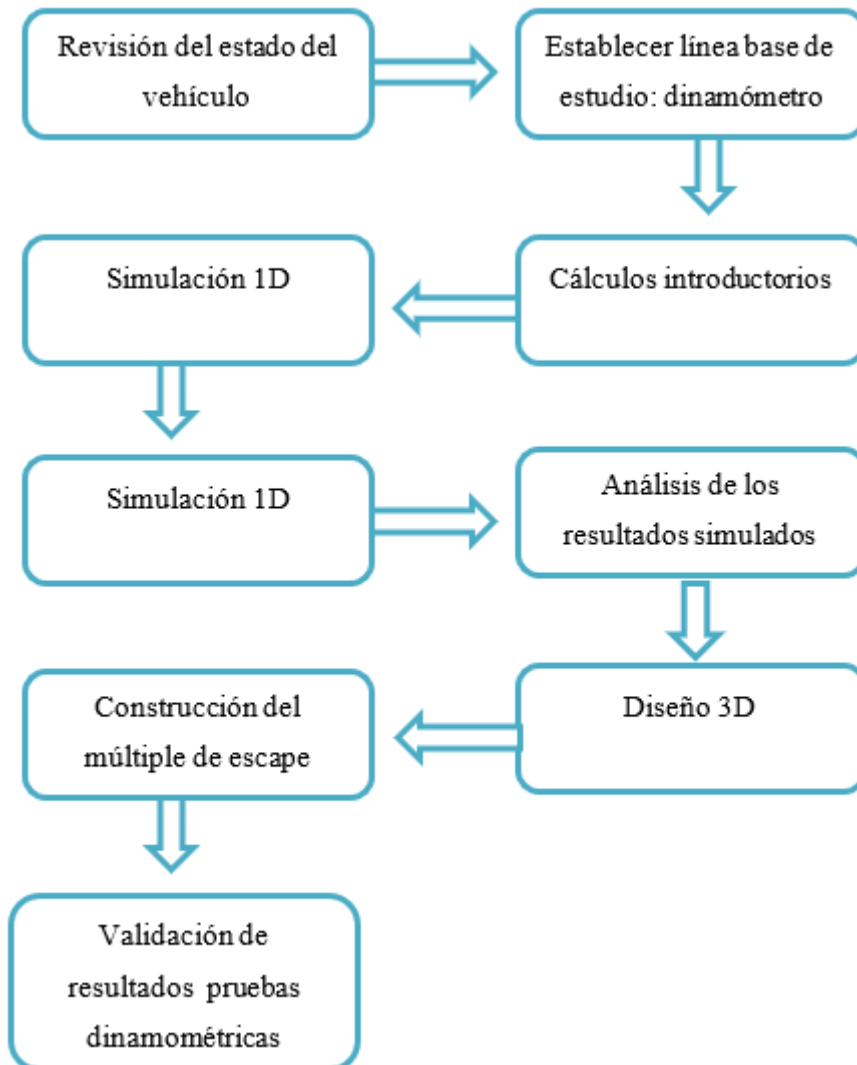 Revisión del estado del
vehículo
Establecer línea base de
estudio: dinamómetro
Cálculos introductorios
Simulación 1D
Simulación 1D
Análisis de los
resultados simulados
Diseño 3D
Construcción del
múltiple de escape
Validación de
resultados pruebas
dinamométricas